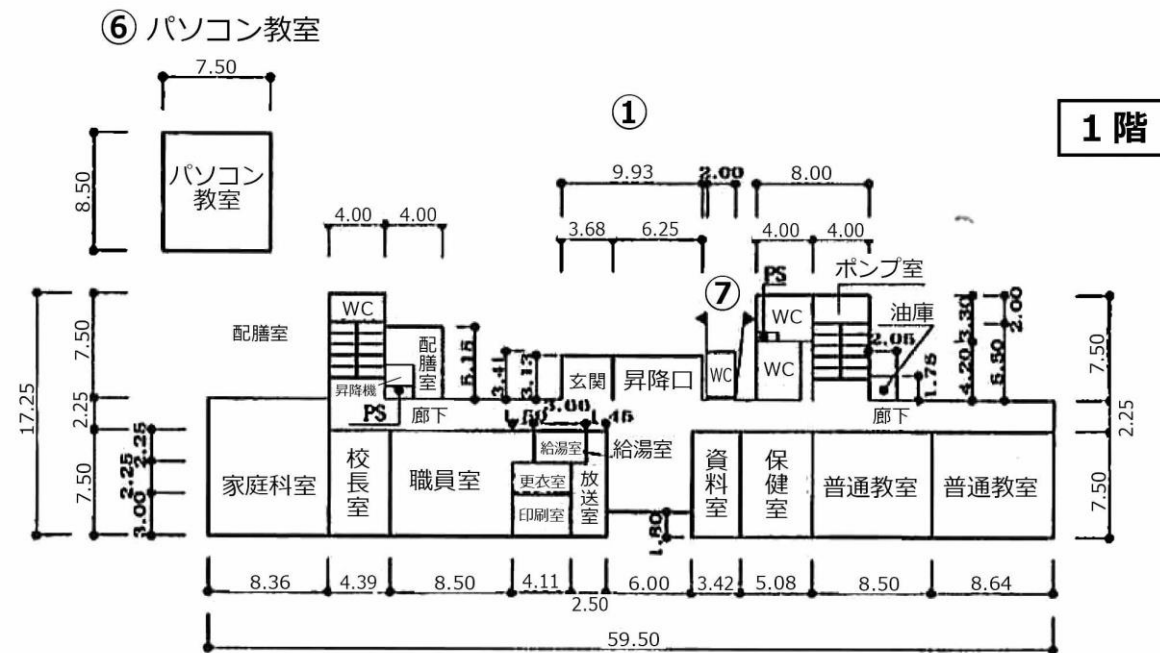 ⑥ パソコン教室
7.50
①
1 階
8.50
パソコン
教室
9.93
2.00
8.00
4.00
4.00
3.68
6.25
4.00
4.00
PS
ポンプ室
⑦
油庫
17.25
7.50
2.25
7.50
2.25
2.25
3.00
配膳室
WC
昇降機
PS
配膳室
5.15
3.41
3.13
玄関
昇降口
WC
WC
WC
2.05
1.75
4.20
3.30
5.50
2.00
7.50
2.25
7.50
廊下
1.50
3.00
1.45
廊下
家庭科室
校長室
職員室
給湯室
給湯室
更衣室
印刷室
放送室
1.80
資料室
保健室
普通教室
普通教室
8.36
4.39
8.50
4.11
2.50
6.00
3.42
5.08
8.50
8.64
59.50